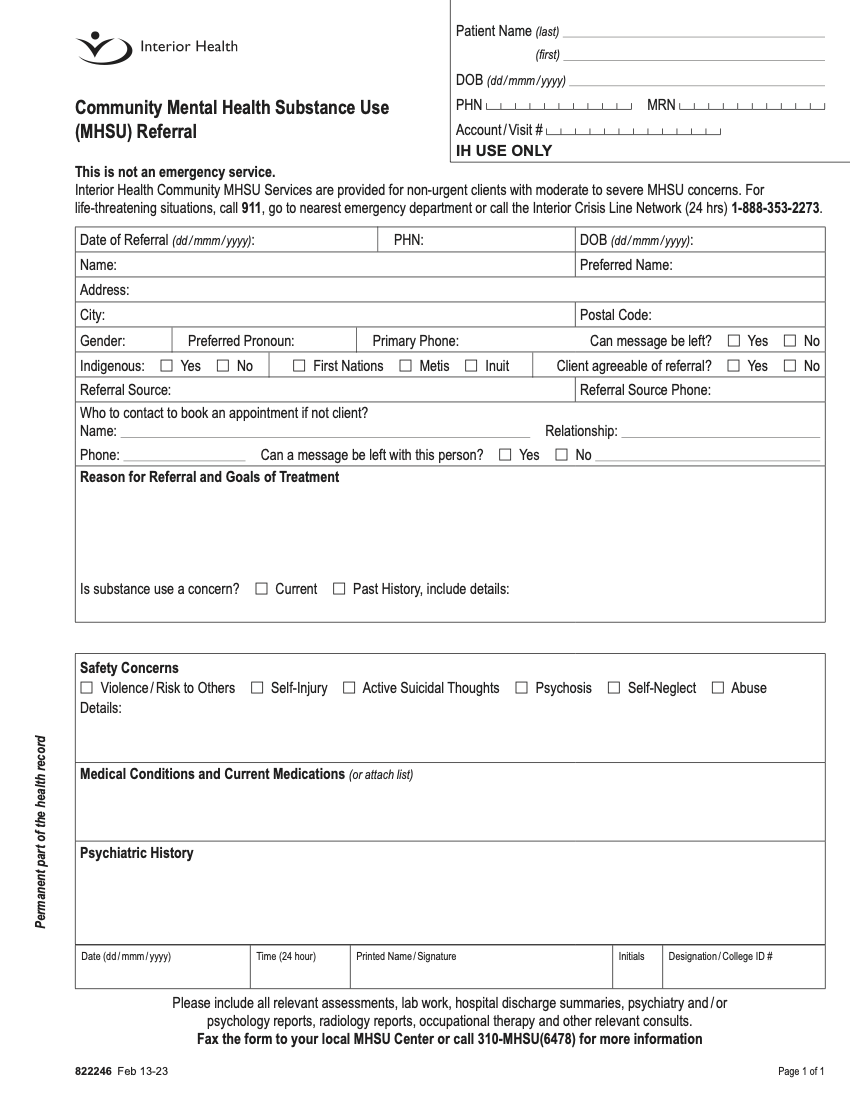 Interior Health
Patient Name (last)
(first)
DOB (dd/mmm/yyyy)
PHN MRN
Account/Visit #
IH USE ONLY
Community Mental Health Substance Use
(MHSU) Referral
This is not an emergency service.
Interior Health Community MHSU Services are provided for non-urgent clients with moderate to severe MHSU concerns. For
life-threatening situations, call 911, go to nearest emergency department or call the Interior Crisis Line Network (24 hrs) 1-888-353-2273.
Date of Referral (dd/mmm/yyyy): PHN: DOB (dd/mmm/yyyy):
Name: Preferred Name:
Address:
City: Postal Code:
Gender: Preferred Pronoun: Primary Phone: Can message be left? ☐ Yes ☐ No
Indigenous: ☐ Yes ☐ No ☐ First Nations ☐ Metis ☐ Inuit Client agreeable of referral? ☐ Yes ☐ No
Referral Source: Referral Source Phone:
Who to contact to book an appointment if not client?
Name: Relationship:
Phone: Can a message be left with this person? ☐ Yes ☐ No
Reason for Referral and Goals of Treatment
Is substance use a concern? ☐ Current ☐ Past History, include details:
Safety Concerns
☐ Violence/Risk to Others ☐ Self-Injury ☐ Active Suicidal Thoughts ☐ Psychosis ☐ Self-Neglect ☐ Abuse
Details:
Medical Conditions and Current Medications (or attach list)
Psychiatric History
Permanent part of the health record
Date (dd/mmm/yyyy) Time (24 hour) Printed Name/Signature Initials Designation/College ID #
Please include all relevant assessments, lab work, hospital discharge summaries, psychiatry and/or
psychology reports, radiology reports, occupational therapy and other relevant consults.
Fax the form to your local MHSU Center or call 310-MHSU(6478) for more information
822246 Feb 13-23 Page 1 of 1